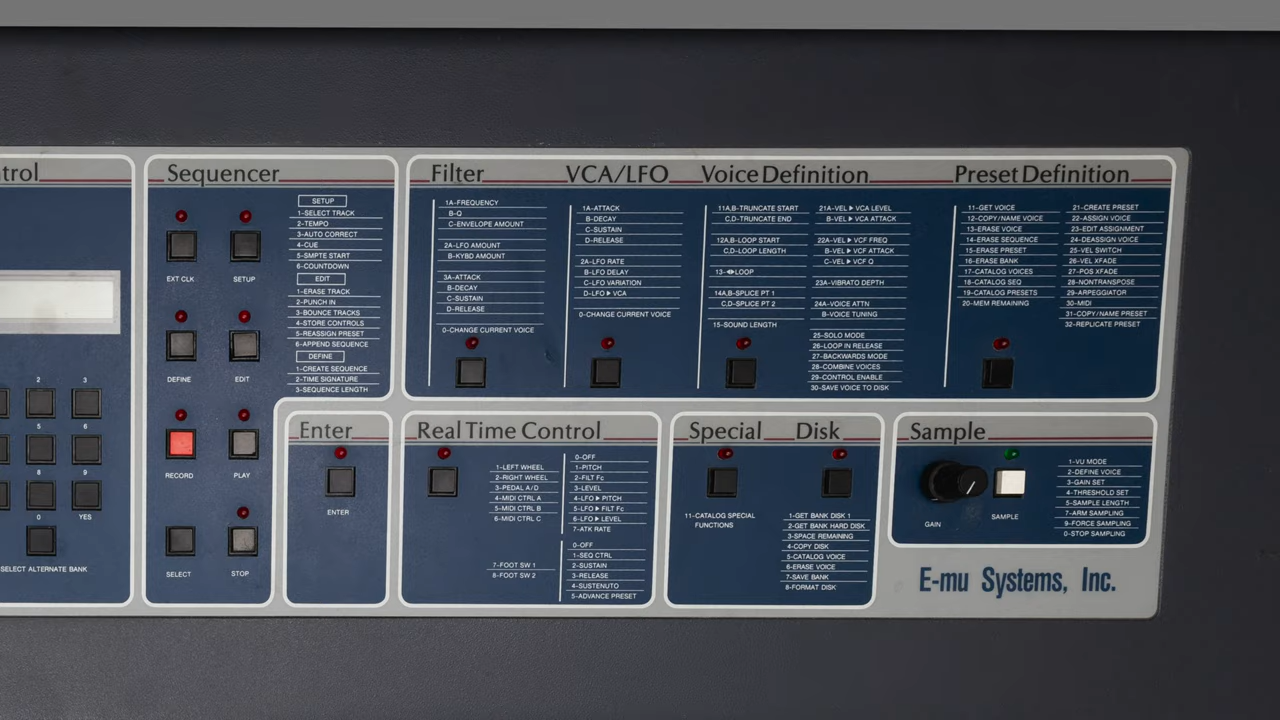 ntrol
2
3
5
6
8
9
0
YES
SELECT ALTERNATE BANK
Sequencer
EXT CLK
SETUP
DEFINE
EDIT
RECORD
PLAY
SELECT
STOP
SETUP
1-SELECT TRACK
2-TEMPO
3-AUTO CORRECT
4-CUE
5-SMPTE START
6-COUNTDOWN
EDIT
1-ERASE TRACK
2-PUNCH IN
3-BOUNCE TRACKS
4-STORE CONTROLS
5-REASSIGN PRESET
6-APPEND SEQUENCE
DEFINE
1-CREATE SEQUENCE
2-TIME SIGNATURE
3-SEQUENCE LENGTH
Filter
1A-FREQUENCY
B-Q
C-ENVELOPE AMOUNT
2A-LFO AMOUNT
B-KYBD AMOUNT
3A-ATTACK
B-DECAY
C-SUSTAIN
D-RELEASE
0-CHANGE CURRENT VOICE
VCA/LFO
1A-ATTACK
B-DECAY
C-SUSTAIN
D-RELEASE
2A-LFO RATE
B-LFO DELAY
C-LFO VARIATION
D-LFO ▶ VCA
0-CHANGE CURRENT VOICE
Voice Definition
11A,B-TRUNCATE START
C,D-TRUNCATE END
12A,B-LOOP START
C,D-LOOP LENGTH
13-◀▶LOOP
14A,B-SPLICE PT 1
C,D-SPLICE PT 2
15-SOUND LENGTH
21A-VEL ▶ VCA LEVEL
B-VEL ▶ VCA ATTACK
22A-VEL ▶ VCF FREQ
B-VEL ▶ VCF ATTACK
C-VEL ▶ VCF Q
23A-VIBRATO DEPTH
24A-VOICE ATTN
B-VOICE TUNING
25-SOLO MODE
26-LOOP IN RELEASE
27-BACKWARDS MODE
28-COMBINE VOICES
29-CONTROL ENABLE
30-SAVE VOICE TO DISK
Preset Definition
11-GET VOICE
12-COPY/NAME VOICE
13-ERASE VOICE
14-ERASE SEQUENCE
15-ERASE PRESET
16-ERASE BANK
17-CATALOG VOICES
18-CATALOG SEQ
19-CATALOG PRESETS
20-MEM REMAINING
21-CREATE PRESET
22-ASSIGN VOICE
23-EDIT ASSIGNMENT
24-DEASSIGN VOICE
25-VEL SWITCH
26-VEL XFADE
27-POS XFADE
28-NONTRANSPOSE
29-ARPEGGIATOR
30-MIDI
31-COPY/NAME PRESET
32-REPLICATE PRESET
Enter
ENTER
Real Time Control
1-LEFT WHEEL
2-RIGHT WHEEL
3-PEDAL A/D
4-MIDI CTRL A
5-MIDI CTRL B
6-MIDI CTRL C
7-FOOT SW 1
8-FOOT SW 2
0-OFF
1-PITCH
2-FILT Fc
3-LEVEL
4-LFO ▶ PITCH
5-LFO ▶ FILT Fc
6-LFO ▶ LEVEL
7-ATK RATE
0-OFF
1-SEQ CTRL
2-SUSTAIN
3-RELEASE
4-SUSTENUTO
5-ADVANCE PRESET
Special
11-CATALOG SPECIAL
FUNCTIONS
Disk
1-GET BANK DISK 1
2-GET BANK HARD DISK
3-SPACE REMAINING
4-COPY DISK
5-CATALOG VOICE
6-ERASE VOICE
7-SAVE BANK
8-FORMAT DISK
Sample
GAIN
SAMPLE
1-VU MODE
2-DEFINE VOICE
3-GAIN SET
4-THRESHOLD SET
5-SAMPLE LENGTH
7-ARM SAMPLING
9-FORCE SAMPLING
0-STOP SAMPLING
E-mu Systems, Inc.